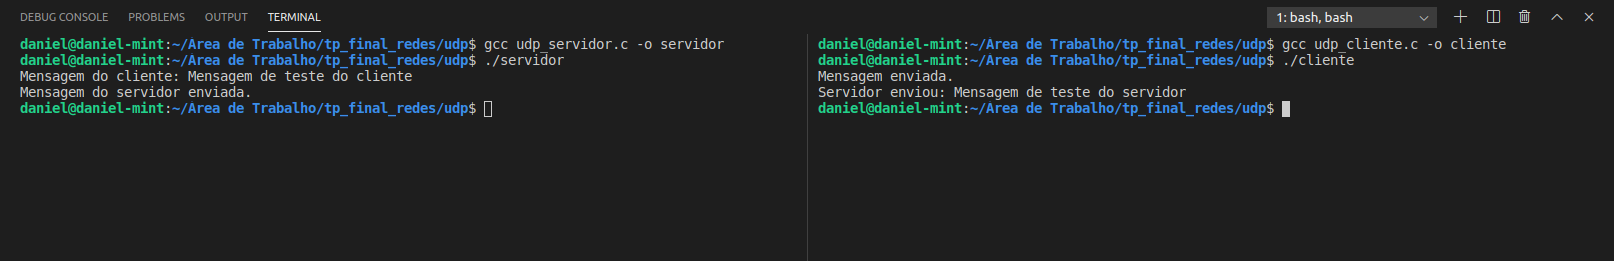 DEBUG CONSOLE PROBLEMS OUTPUT TERMINAL 1: bash, bash
daniel@daniel-mint:~/Area de Trabalho/tp_final_redes/udp$ gcc udp_servidor.c -o servidor
daniel@daniel-mint:~/Area de Trabalho/tp_final_redes/udp$ ./servidor
Mensagem do cliente: Mensagem de teste do cliente
Mensagem do servidor enviada.
daniel@daniel-mint:~/Area de Trabalho/tp_final_redes/udp$
daniel@daniel-mint:~/Area de Trabalho/tp_final_redes/udp$ gcc udp_cliente.c -o cliente
daniel@daniel-mint:~/Area de Trabalho/tp_final_redes/udp$ ./cliente
Mensagem enviada.
Servidor enviou: Mensagem de teste do servidor
daniel@daniel-mint:~/Area de Trabalho/tp_final_redes/udp$